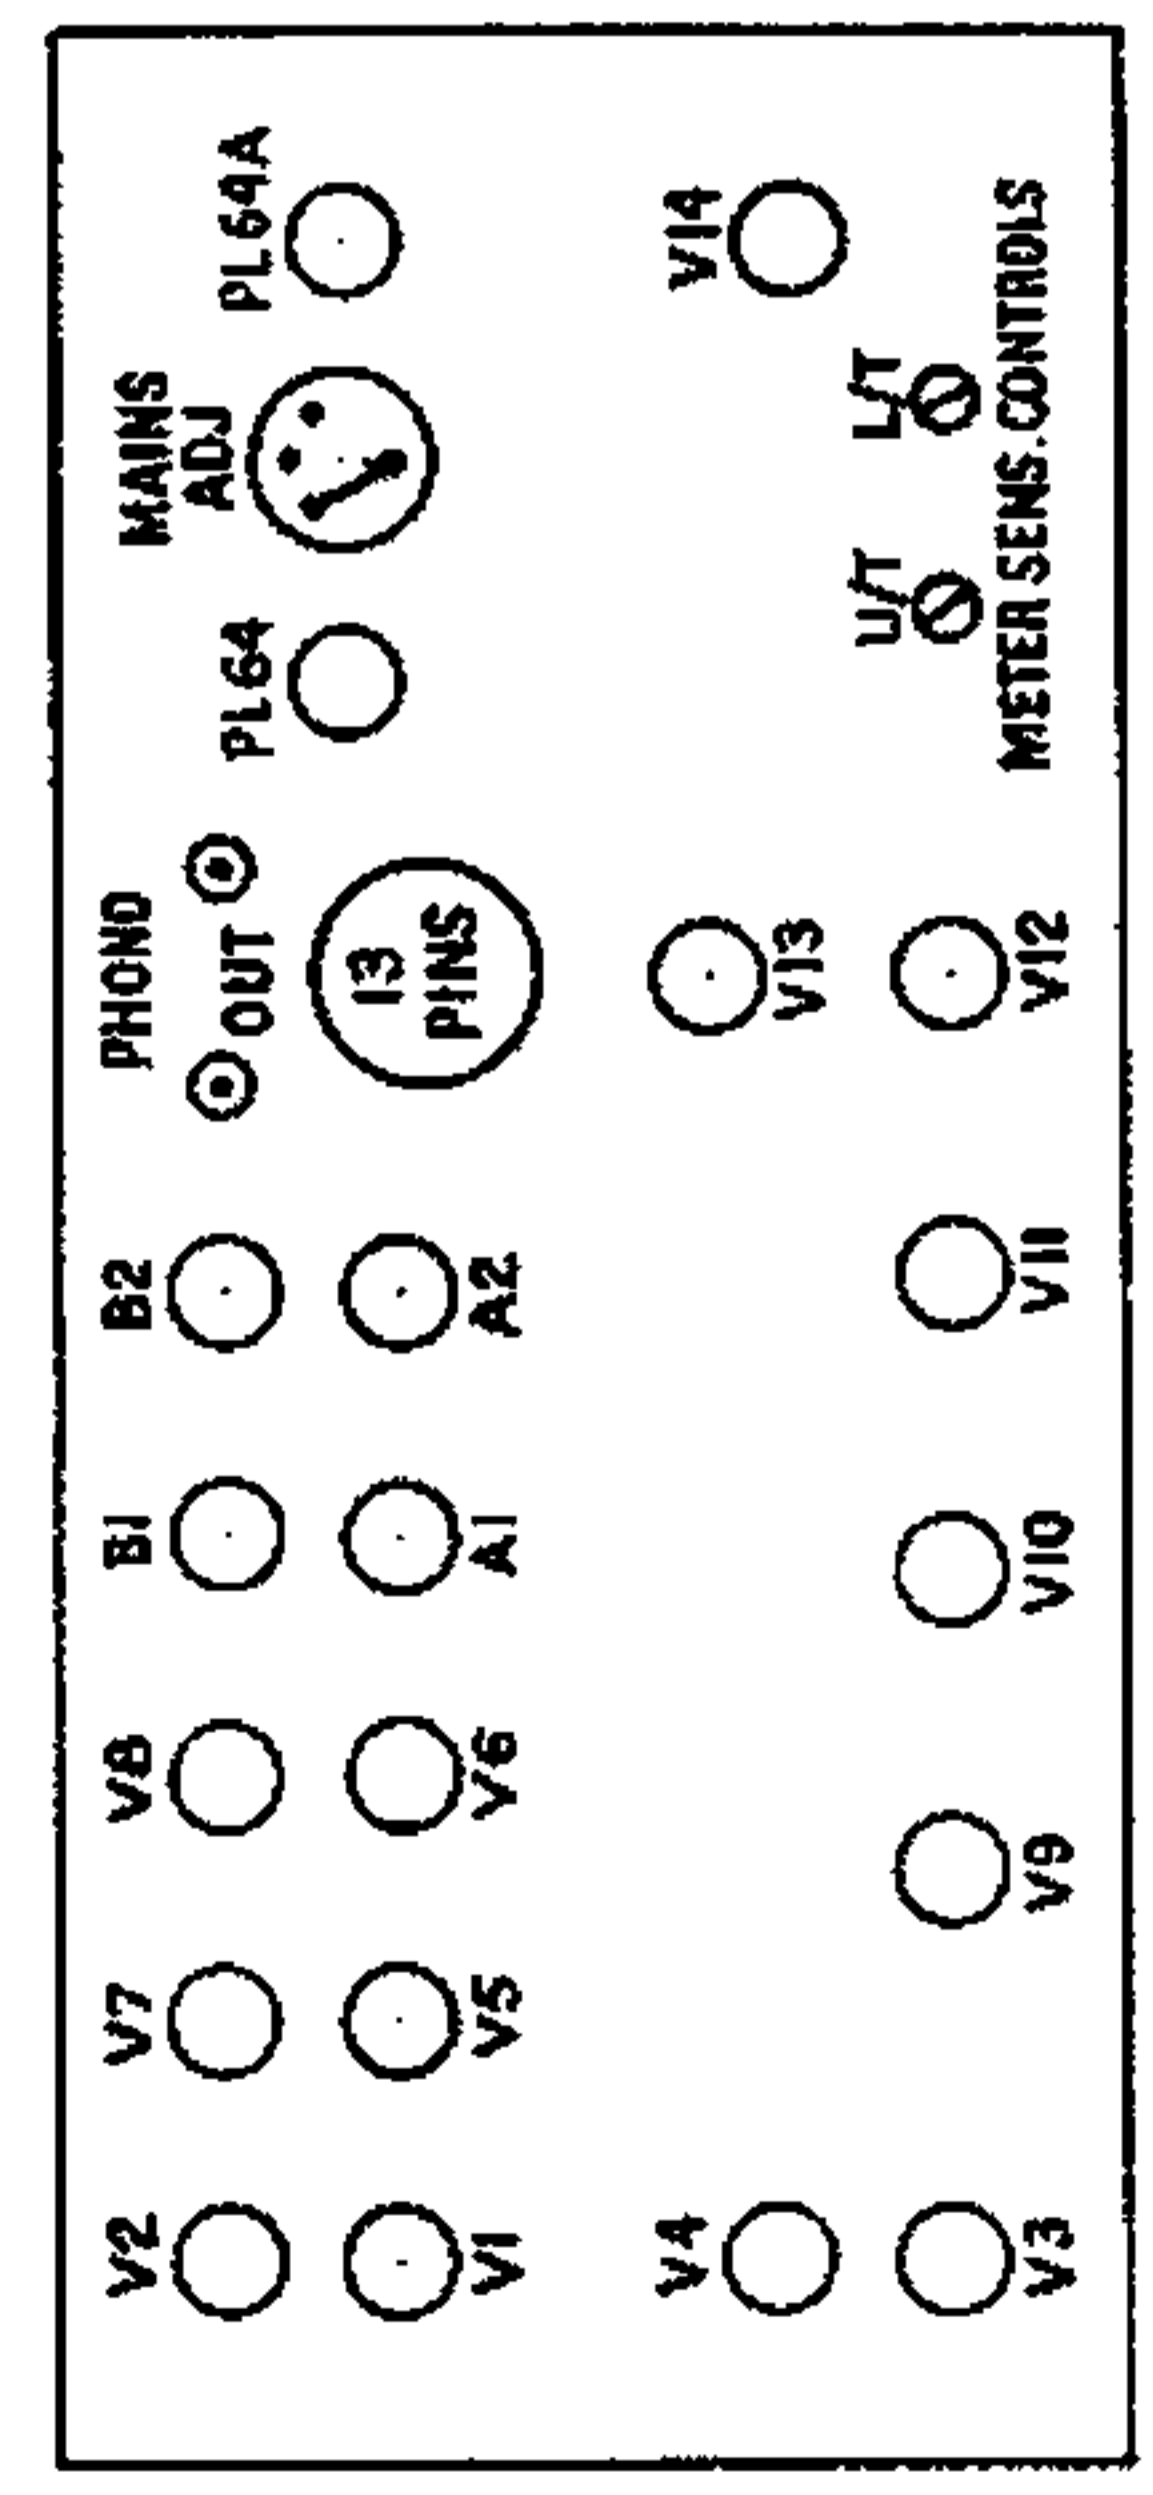 V2
V7
V8
B1
B2
PHONO
OUT
MAINS
ADJ
PL64
PL64A
13
PINS
V1
V5
V6
A1
A2
V4
V13
V14
U/T
L/T
V3
V9
V10
V11
V12
METER SENS. CONTROLS